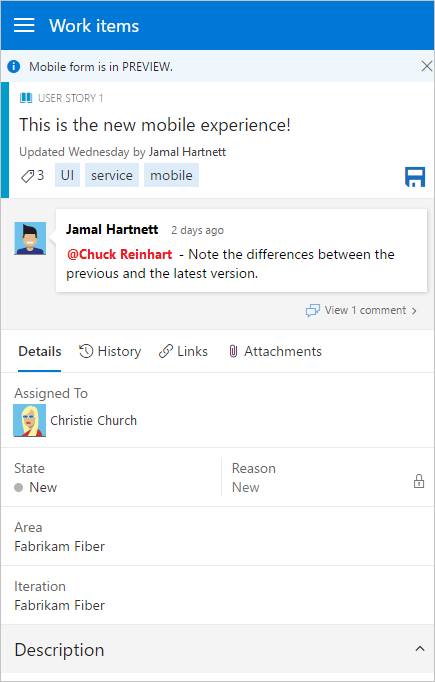 Work items
Mobile form is in PREVIEW.
USER STORY 1
This is the new mobile experience!
Updated Wednesday by Jamal Hartnett
3 UI service mobile
Jamal Hartnett 2 days ago
@Chuck Reinhart - Note the differences between the
previous and the latest version.
View 1 comment
Details History Links Attachments
Assigned To
Christie Church
State Reason
New New
Area
Fabrikam Fiber
Iteration
Fabrikam Fiber
Description